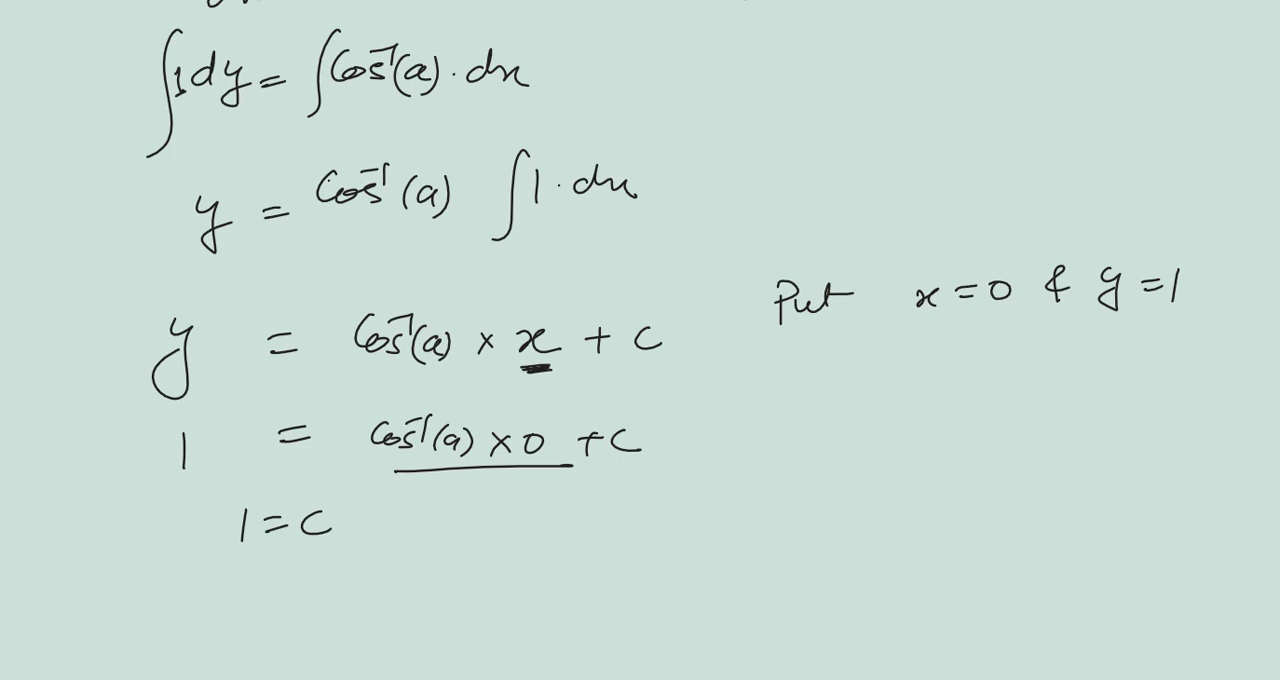 ∫1dy = ∫Cos⁻¹(a).dx
y = Cos⁻¹(a) ∫1.dx
Put x=0 & y=1
y = Cos⁻¹(a) × x + c
1 = Cos⁻¹(a) × 0 + c
1 = c